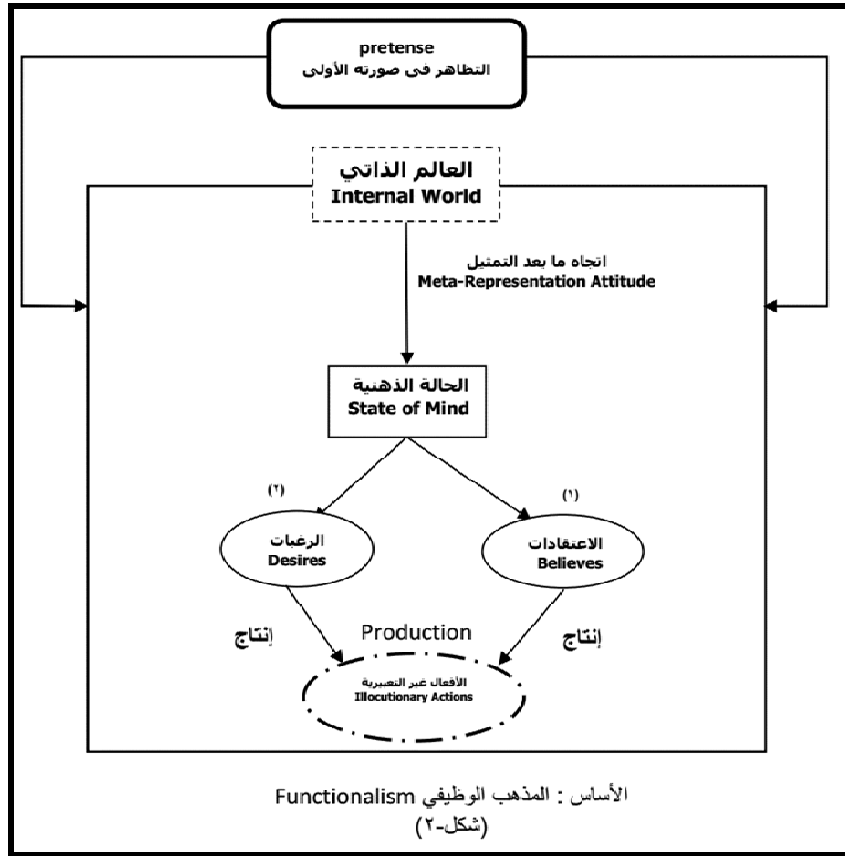 pretense
التظاهر في صورته الأولى
العالم الذاتي
Internal World
اتجاه ما بعد التمثيل
Meta-Representation Attitude
الحالة الذهنية
State of Mind
(١)
(٢)
الاعتقادات
Believes
الرغبات
Desires
إنتاج
Production
إنتاج
الأفعال غير التعبيرية
Illocutionary Actions
الأساس : المذهب الوظيفي Functionalism
(شكل-٢)